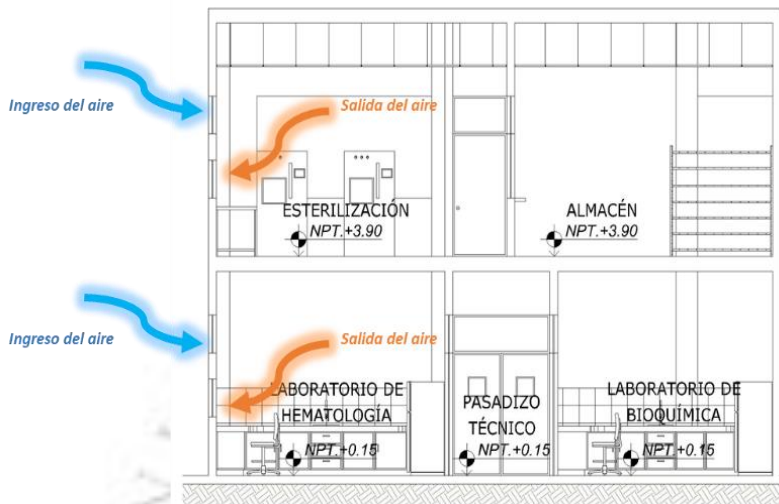 Ingreso del aire
Salida del aire
ESTERILIZACIÓN
NPT.+3.90
ALMACÉN
NPT.+3.90
Ingreso del aire
Salida del aire
LABORATORIO DE
HEMATOLOGÍA
NPT.+0.15
PASADIZO
TÉCNICO
NPT.+0.15
LABORATORIO DE
BIOQUÍMICA
NPT.+0.15